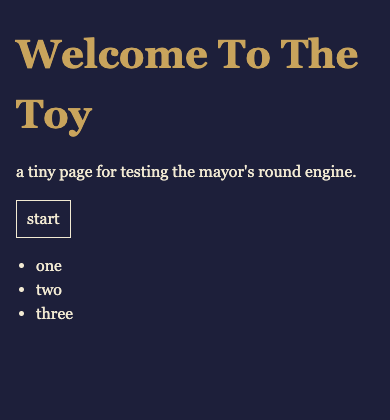 Welcome To The
Toy
a tiny page for testing the mayor's round engine.
start
one
two
three